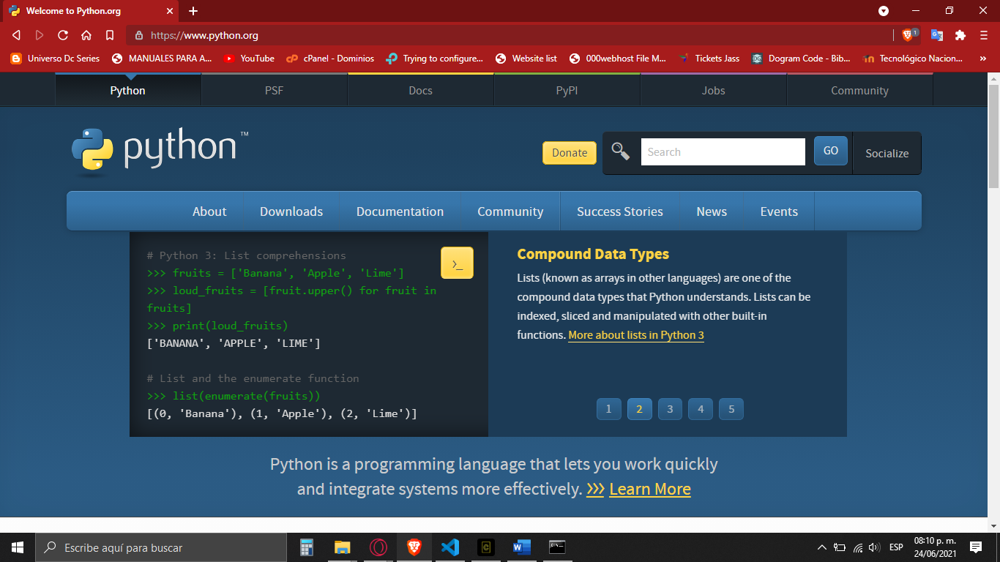 Welcome to Python.org
https://www.python.org
1
Universo Dc Series
MANUALES PARA A...
YouTube
cPanel - Dominios
Trying to configure...
Website list
000webhost File M...
Tickets Jass
Dogram Code - Bib...
Tecnológico Nacion...
»
Python
PSF
Docs
PyPI
Jobs
Community
python™
Donate
Search
GO
Socialize
About
Downloads
Documentation
Community
Success Stories
News
Events
# Python 3: List comprehensions
>>> fruits = ['Banana', 'Apple', 'Lime']
>>> loud_fruits = [fruit.upper() for fruit in
fruits]
>>> print(loud_fruits)
['BANANA', 'APPLE', 'LIME']
# List and the enumerate function
>>> list(enumerate(fruits))
[(0, 'Banana'), (1, 'Apple'), (2, 'Lime')]
>_
Compound Data Types
Lists (known as arrays in other languages) are one of the
compound data types that Python understands. Lists can be
indexed, sliced and manipulated with other built-in
functions. More about lists in Python 3
1 2 3 4 5
Python is a programming language that lets you work quickly
and integrate systems more effectively. >>> Learn More
Escribe aquí para buscar
ESP
08:10 p. m.
24/06/2021